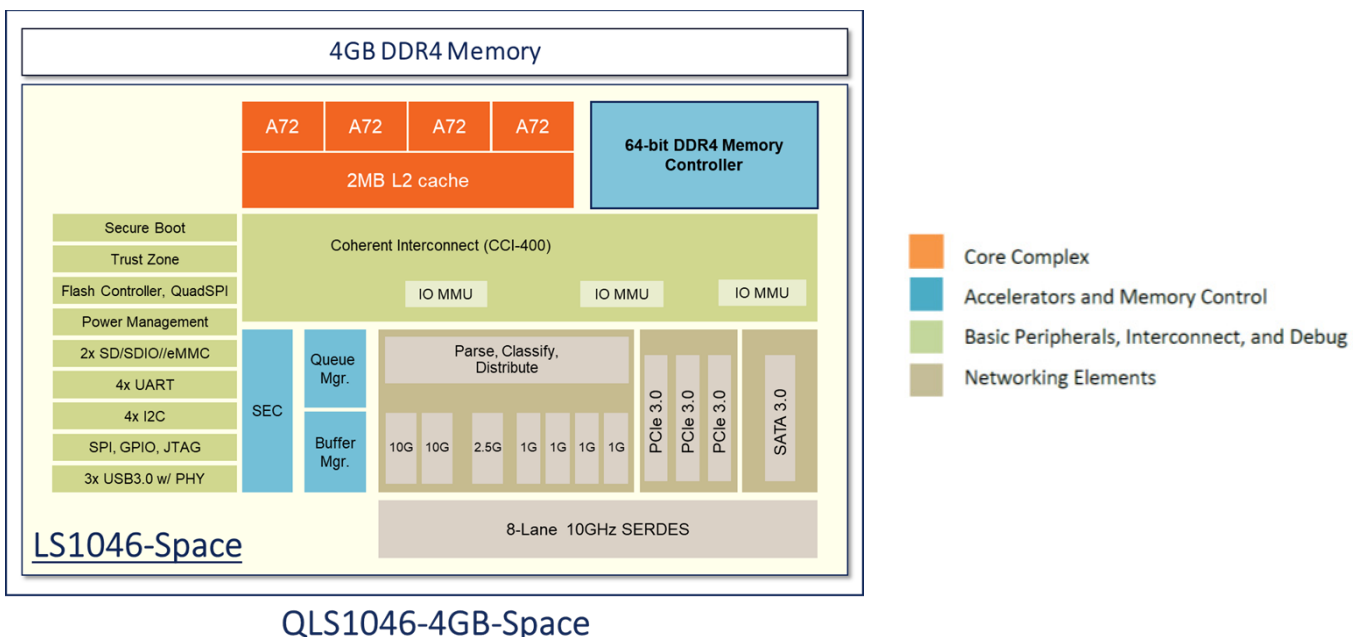 4GB DDR4 Memory
A72 A72 A72 A72
64-bit DDR4 Memory
Controller
2MB L2 cache
Secure Boot
Trust Zone
Flash Controller, QuadSPI
Power Management
2x SD/SDIO//eMMC
4x UART
4x I2C
SPI, GPIO, JTAG
3x USB3.0 w/ PHY
Coherent Interconnect (CCI-400)
IO MMU IO MMU IO MMU
SEC
Queue
Mgr.
Buffer
Mgr.
Parse, Classify,
Distribute
10G 10G 2.5G 1G 1G 1G 1G
PCIe 3.0
PCIe 3.0
PCIe 3.0
SATA 3.0
8-Lane 10GHz SERDES
LS1046-Space
QLS1046-4GB-Space
Core Complex
Accelerators and Memory Control
Basic Peripherals, Interconnect, and Debug
Networking Elements